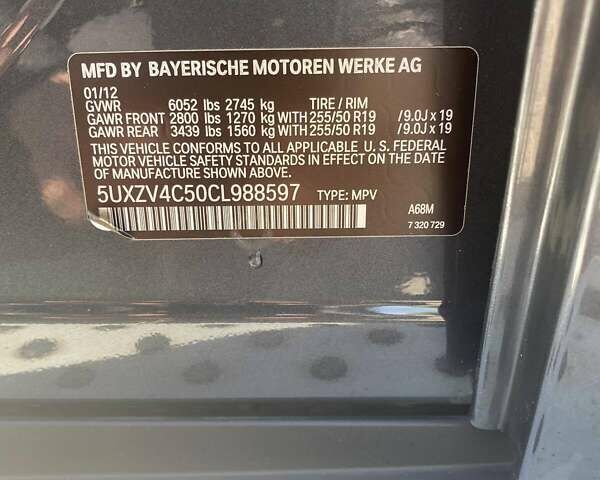 MFD BY BAYERISCHE MOTOREN WERKE AG
01/12
GVWR 6052 lbs 2745 kg TIRE / RIM
GAWR FRONT 2800 lbs 1270 kg WITH 255/50 R19 / 9.0J x 19
GAWR REAR 3439 lbs 1560 kg WITH 255/50 R19 / 9.0J x 19
THIS VEHICLE CONFORMS TO ALL APPLICABLE U. S. FEDERAL
MOTOR VEHICLE SAFETY STANDARDS IN EFFECT ON THE DATE
OF MANUFACTURE SHOWN ABOVE.
5UXZV4C50CL988597 TYPE: MPV
A68M
7 320 729